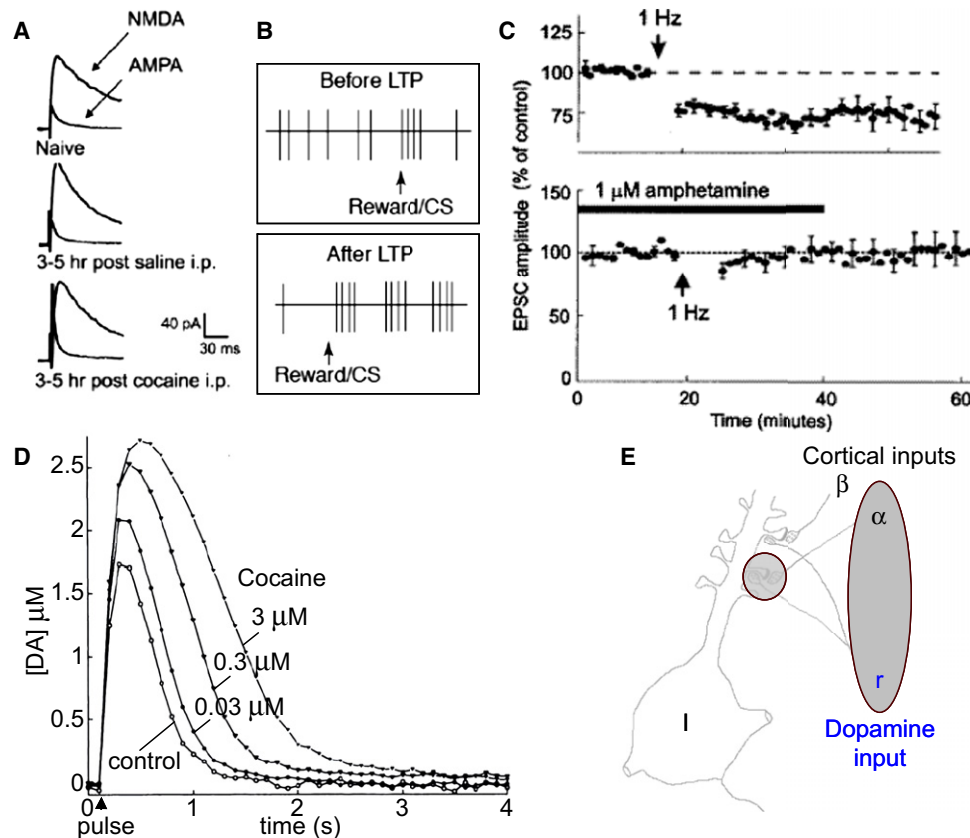 A
NMDA
AMPA
Naive
3-5 hr post saline i.p.
40 pA
30 ms
3-5 hr post cocaine i.p.
B
Before LTP
Reward/CS
After LTP
Reward/CS
C
1 Hz
125
100
75
EPSC amplitude (% of control)
1 μM amphetamine
150
100
50
0
1 Hz
0 20 40 60
Time (minutes)
D
[DA] μM
2.5
2
1.5
1
0.5
0
Cocaine
3 μM
0.3 μM
0.03 μM
control
0 1 2 3 4
pulse
time (s)
E
Cortical inputs
β
α
r
I
Dopamine
input